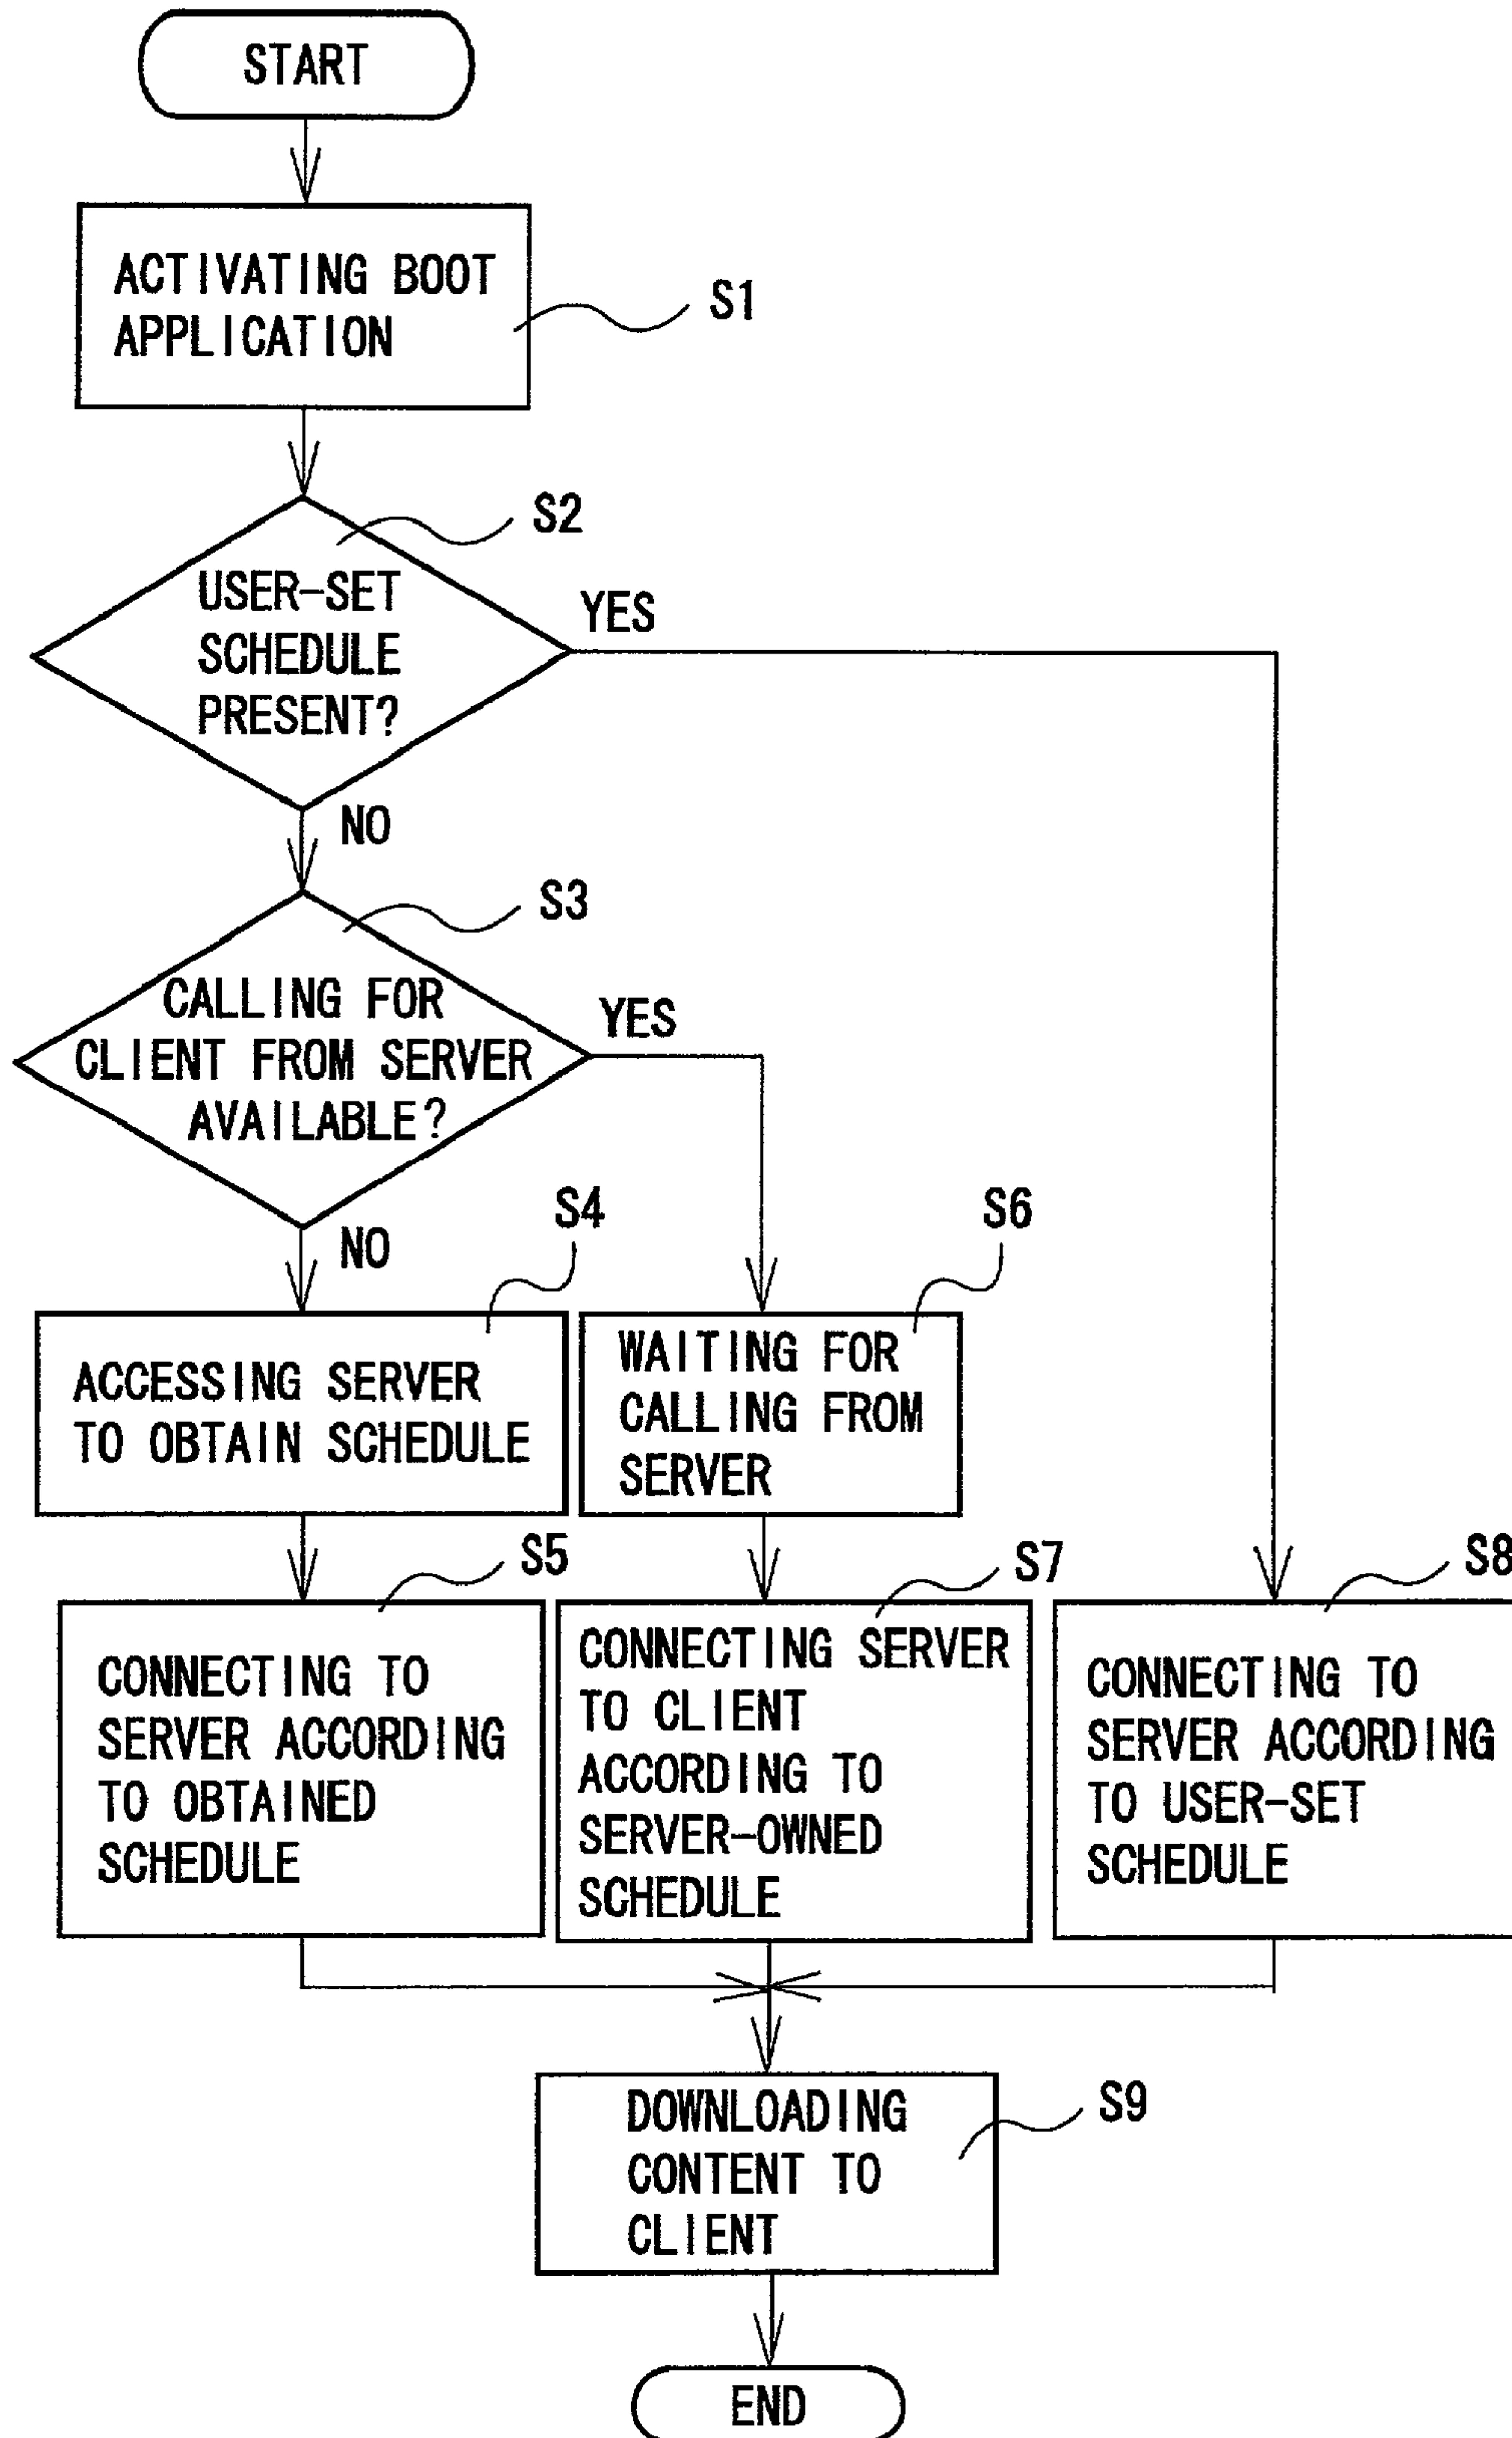 START
ACTIVATING BOOT
APPLICATION
S1
S2
USER-SET
SCHEDULE
PRESENT?
YES
NO
S3
CALLING FOR
CLIENT FROM SERVER
AVAILABLE?
YES
NO
S4
ACCESSING SERVER
TO OBTAIN SCHEDULE
S6
WAITING FOR
CALLING FROM
SERVER
S5
CONNECTING TO
SERVER ACCORDING
TO OBTAINED
SCHEDULE
S7
CONNECTING SERVER
TO CLIENT
ACCORDING TO
SERVER-OWNED
SCHEDULE
S8
CONNECTING TO
SERVER ACCORDING
TO USER-SET
SCHEDULE
S9
DOWNLOADING
CONTENT TO
CLIENT
END